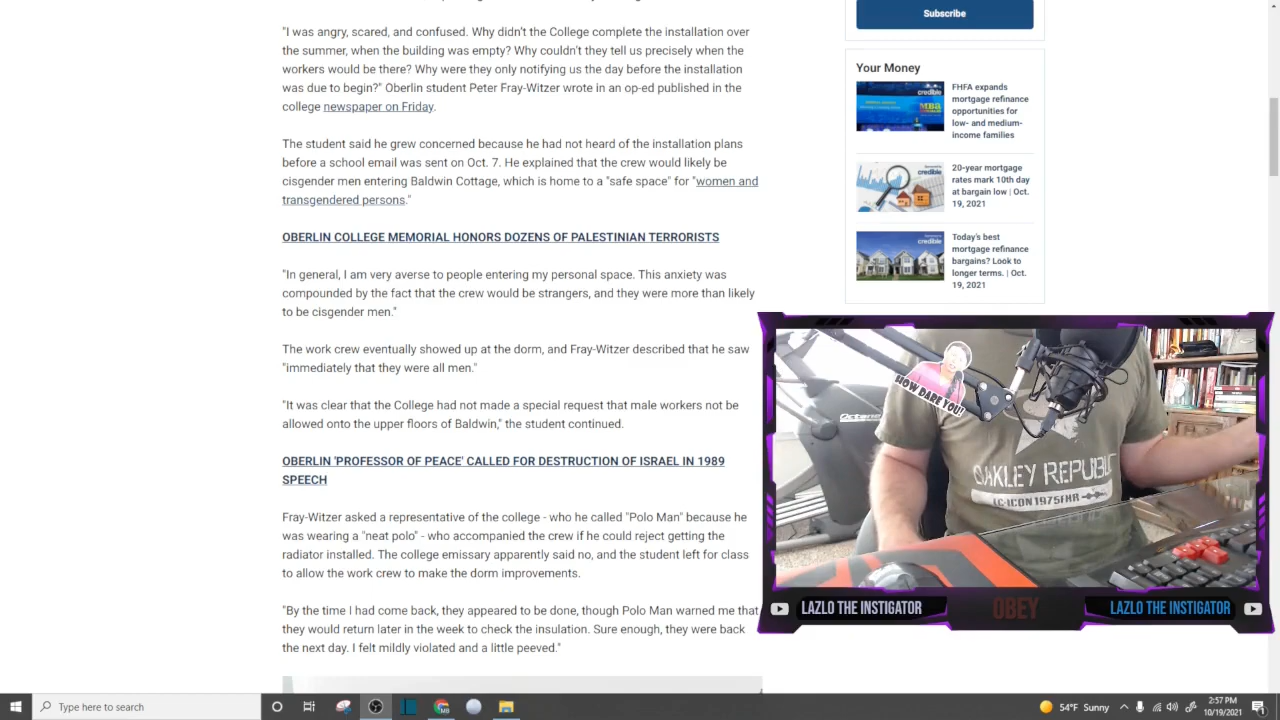 "I was angry, scared, and confused. Why didn't the College complete the installation over
the summer, when the building was empty? Why couldn't they tell us precisely when the
workers would be there? Why were they only notifying us the day before the installation
was due to begin?" Oberlin student Peter Fray-Witzer wrote in an op-ed published in the
college newspaper on Friday.
The student said he grew concerned because he had not heard of the installation plans
before a school email was sent on Oct. 7. He explained that the crew would likely be
cisgender men entering Baldwin Cottage, which is home to a "safe space" for "women and
transgendered persons."
OBERLIN COLLEGE MEMORIAL HONORS DOZENS OF PALESTINIAN TERRORISTS
"In general, I am very averse to people entering my personal space. This anxiety was
compounded by the fact that the crew would be strangers, and they were more than likely
to be cisgender men."
The work crew eventually showed up at the dorm, and Fray-Witzer described that he saw
"immediately that they were all men."
"It was clear that the College had not made a special request that male workers not be
allowed onto the upper floors of Baldwin," the student continued.
OBERLIN 'PROFESSOR OF PEACE' CALLED FOR DESTRUCTION OF ISRAEL IN 1989
SPEECH
Fray-Witzer asked a representative of the college - who he called "Polo Man" because he
was wearing a "neat polo" - who accompanied the crew if he could reject getting the
radiator installed. The college emissary apparently said no, and the student left for class
to allow the work crew to make the dorm improvements.
"By the time I had come back, they appeared to be done, though Polo Man warned me that
they would return later in the week to check the insulation. Sure enough, they were back
the next day. I felt mildly violated and a little peeved."
Subscribe
Your Money
credible
MBA
FHFA expands
mortgage refinance
opportunities for
low- and medium-
income families
credible
20-year mortgage
rates mark 10th day
at bargain low | Oct.
19, 2021
credible
Today's best
mortgage refinance
bargains? Look to
longer terms. | Oct.
19, 2021
HOW DARE YOU!
OAKLEY REPUBLIC
LC-ICON 1975FHR
LAZLO THE INSTIGATOR
OBEY
LAZLO THE INSTIGATOR
Type here to search
54°F Sunny
2:57 PM
10/19/2021